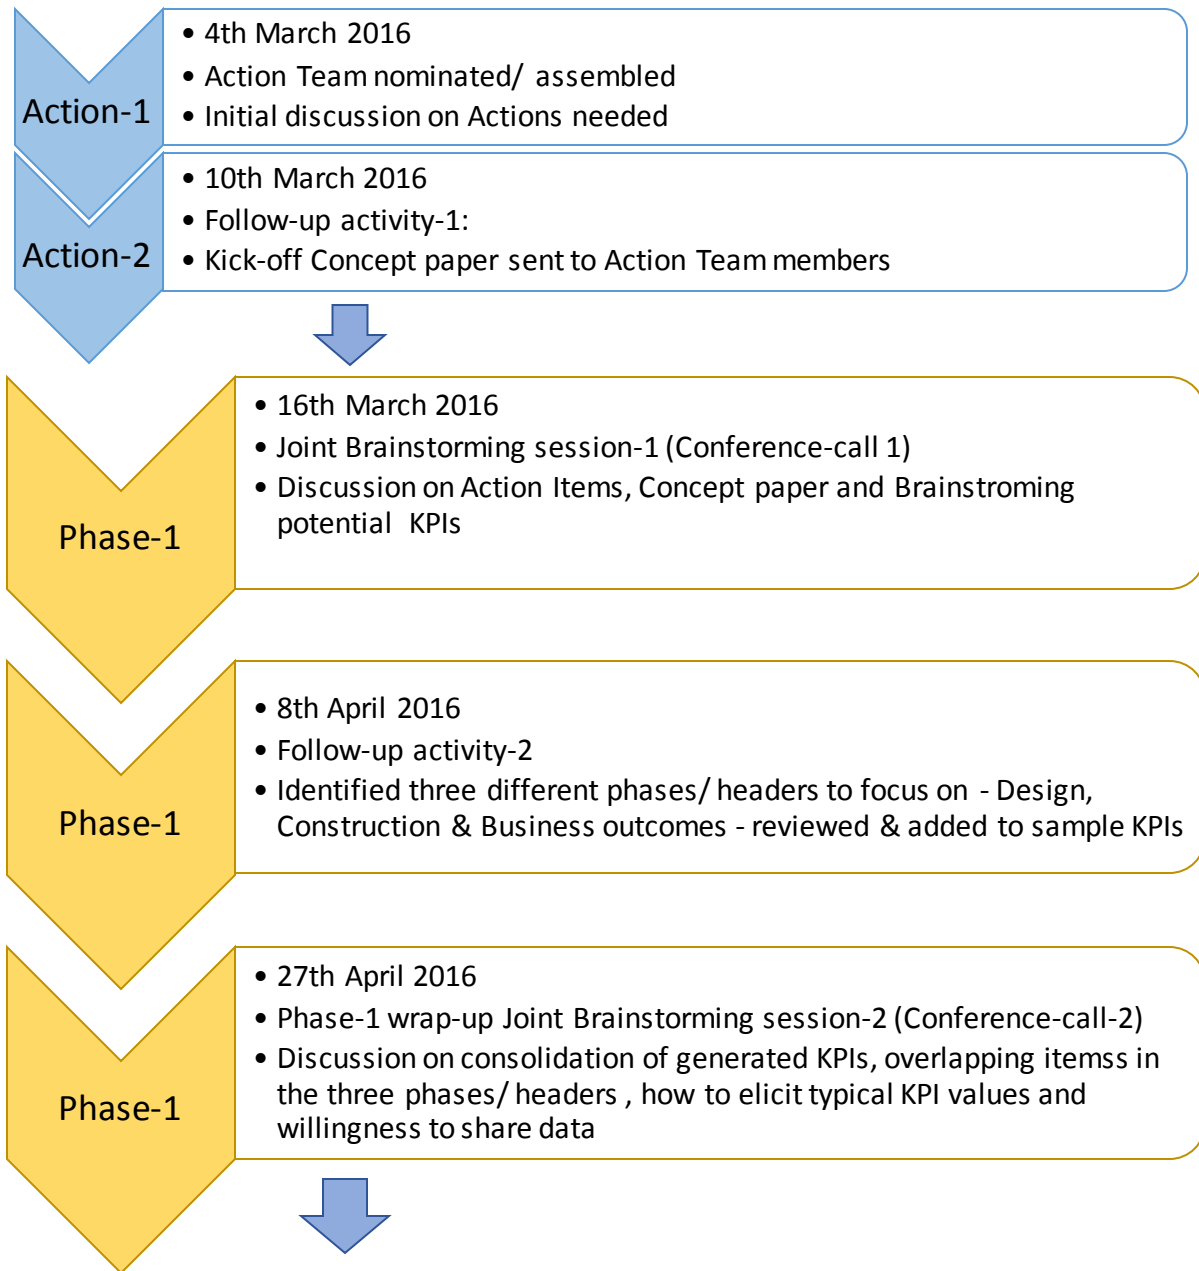 Action-1
• 4th March 2016
• Action Team nominated/ assembled
• Initial discussion on Actions needed
Action-2
• 10th March 2016
• Follow-up activity-1:
• Kick-off Concept paper sent to Action Team members
Phase-1
• 16th March 2016
• Joint Brainstorming session-1 (Conference-call 1)
• Discussion on Action Items, Concept paper and Brainstroming
potential KPIs
Phase-1
• 8th April 2016
• Follow-up activity-2
• Identified three different phases/ headers to focus on - Design,
Construction & Business outcomes - reviewed & added to sample KPIs
Phase-1
• 27th April 2016
• Phase-1 wrap-up Joint Brainstorming session-2 (Conference-call-2)
• Discussion on consolidation of generated KPIs, overlapping itemss in
the three phases/ headers , how to elicit typical KPI values and
willingness to share data